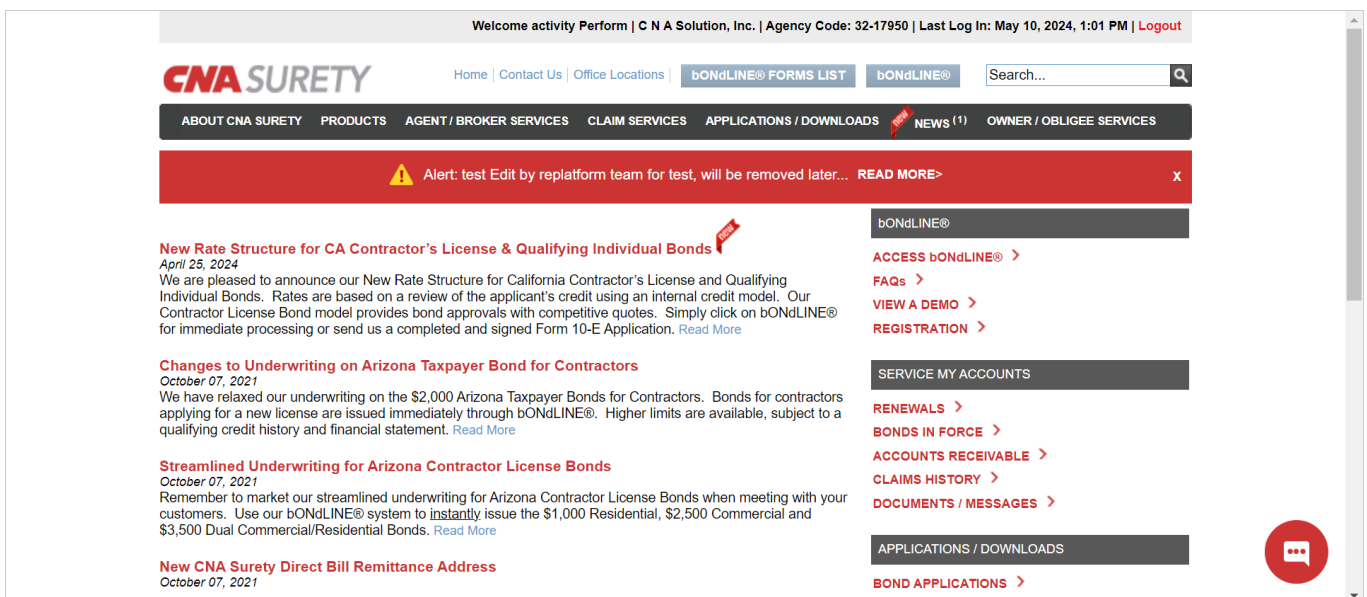 Welcome activity Perform | C N A Solution, Inc. | Agency Code: 32-17950 | Last Log In: May 10, 2024, 1:01 PM | Logout
CNA SURETY
Home | Contact Us | Office Locations |
bONdLINE® FORMS LIST
bONdLINE®
Search...
ABOUT CNA SURETY
PRODUCTS
AGENT / BROKER SERVICES
CLAIM SERVICES
APPLICATIONS / DOWNLOADS
new
NEWS (1)
OWNER / OBLIGEE SERVICES
Alert: test Edit by replatform team for test, will be removed later... READ MORE>
X
New Rate Structure for CA Contractor’s License & Qualifying Individual Bonds
new
April 25, 2024
We are pleased to announce our New Rate Structure for California Contractor’s License and Qualifying
Individual Bonds. Rates are based on a review of the applicant’s credit using an internal credit model. Our
Contractor License Bond model provides bond approvals with competitive quotes. Simply click on bONdLINE®
for immediate processing or send us a completed and signed Form 10-E Application. Read More
Changes to Underwriting on Arizona Taxpayer Bond for Contractors
October 07, 2021
We have relaxed our underwriting on the $2,000 Arizona Taxpayer Bonds for Contractors. Bonds for contractors
applying for a new license are issued immediately through bONdLINE®. Higher limits are available, subject to a
qualifying credit history and financial statement. Read More
Streamlined Underwriting for Arizona Contractor License Bonds
October 07, 2021
Remember to market our streamlined underwriting for Arizona Contractor License Bonds when meeting with your
customers. Use our bONdLINE® system to instantly issue the $1,000 Residential, $2,500 Commercial and
$3,500 Dual Commercial/Residential Bonds. Read More
New CNA Surety Direct Bill Remittance Address
October 07, 2021
bONdLINE®
ACCESS bONdLINE®
FAQs
VIEW A DEMO
REGISTRATION
SERVICE MY ACCOUNTS
RENEWALS
BONDS IN FORCE
ACCOUNTS RECEIVABLE
CLAIMS HISTORY
DOCUMENTS / MESSAGES
APPLICATIONS / DOWNLOADS
BOND APPLICATIONS